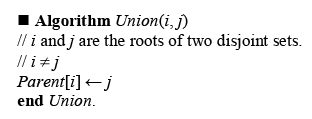 ■ Algorithm Union(i, j)
// i and j are the roots of two disjoint sets.
// i ≠ j
Parent[i] ← j
end Union.